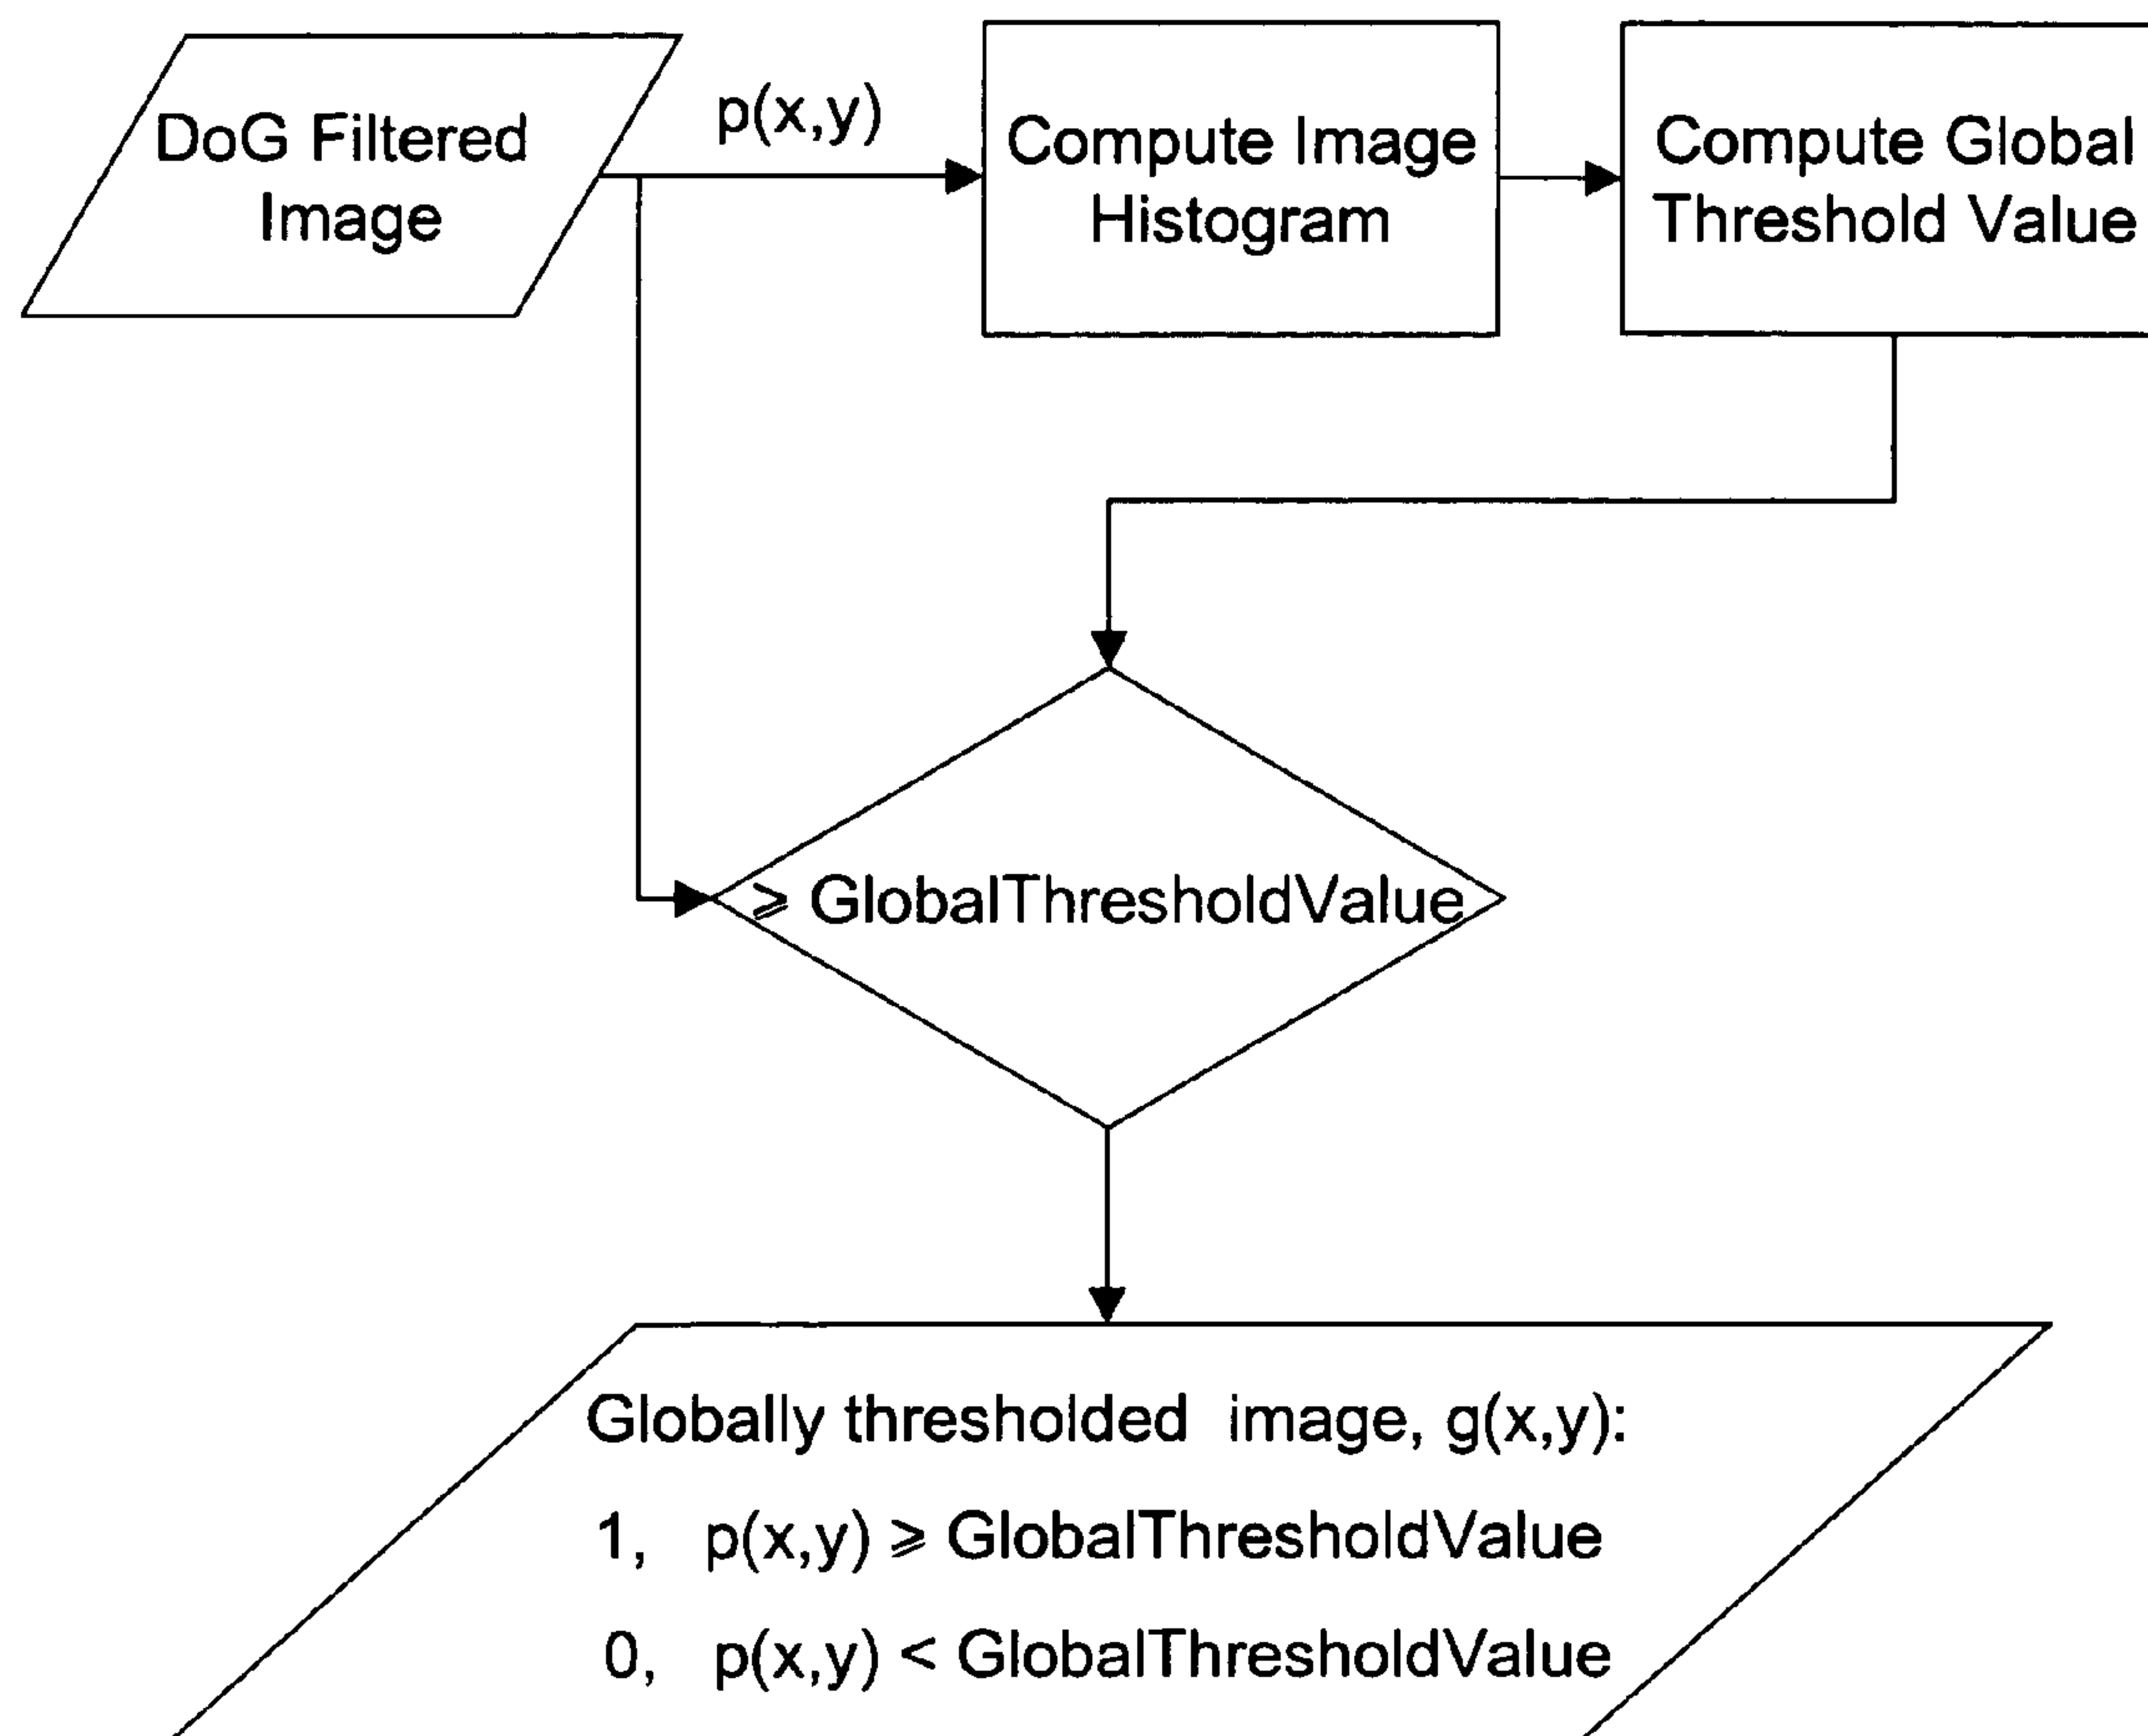 DoG Filtered
Image
p(x,y)
Compute Image
Histogram
Compute Global
Threshold Value
⩾ GlobalThresholdValue
Globally thresholded image, g(x,y):
1, p(x,y) ⩾ GlobalThresholdValue
0, p(x,y) < GlobalThresholdValue